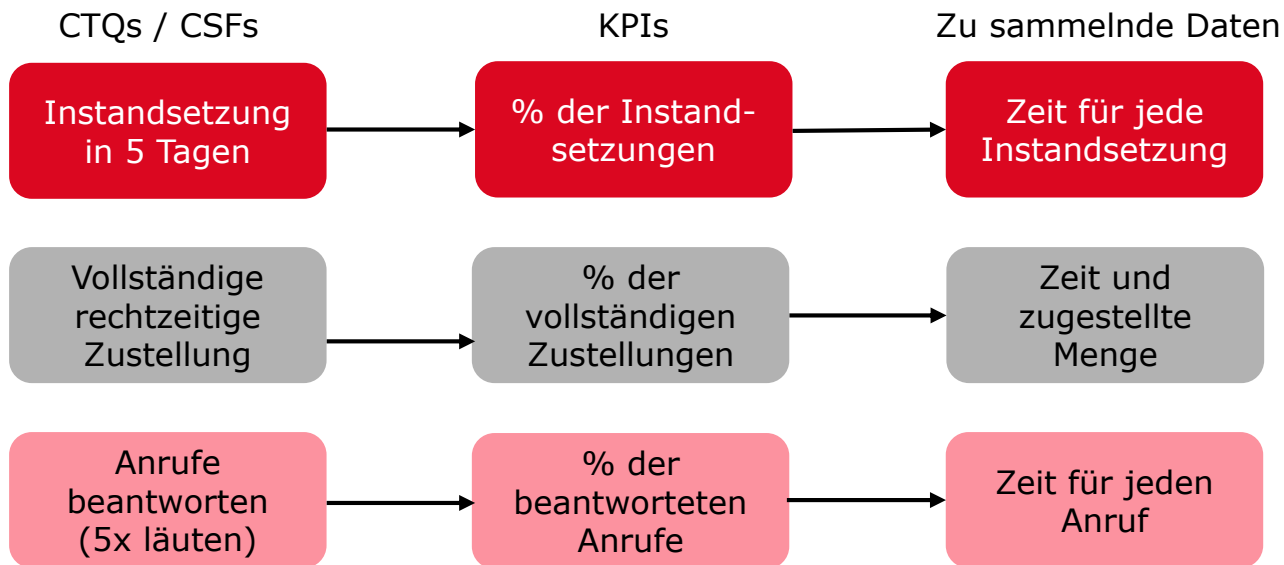 CTQs / CSFs
KPIs
Zu sammelnde Daten
Instandsetzung
in 5 Tagen
% der Instand-
setzungen
Zeit für jede
Instandsetzung
Vollständige
rechtzeitige
Zustellung
% der
vollständigen
Zustellungen
Zeit und
zugestellte
Menge
Anrufe
beantworten
(5x läuten)
% der
beantworteten
Anrufe
Zeit für jeden
Anruf